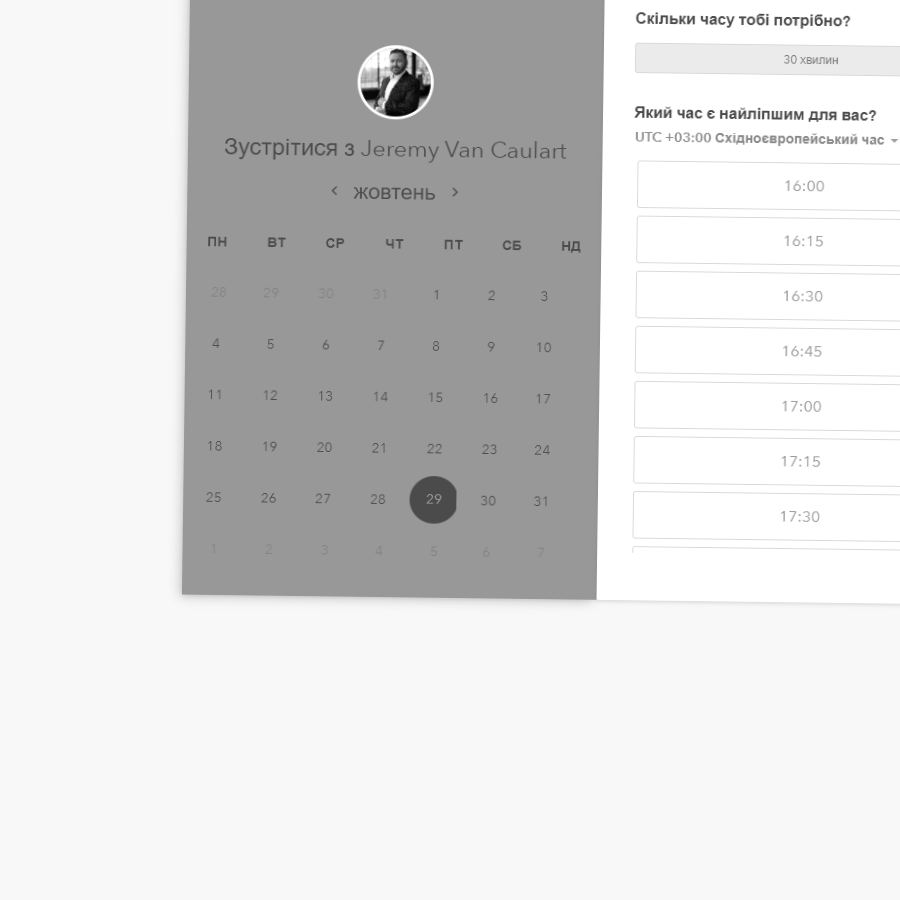 Зустрітися з Jeremy Van Caulart
‹ жовтень ›
ПН ВТ СР ЧТ ПТ СБ НД
28 29 30 31 1 2 3
4 5 6 7 8 9 10
11 12 13 14 15 16 17
18 19 20 21 22 23 24
25 26 27 28 29 30 31
1 2 3 4 5 6 7
Скільки часу тобі потрібно?
30 хвилин
Який час є найліпшим для вас?
UTC +03:00 Східноєвропейський час
16:00
16:15
16:30
16:45
17:00
17:15
17:30